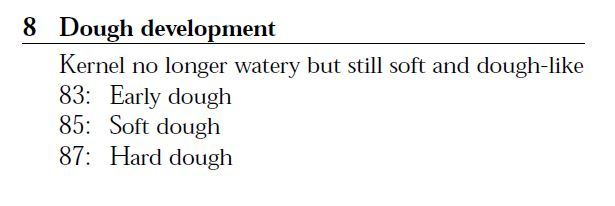 8 Dough development
Kernel no longer watery but still soft and dough-like
83: Early dough
85: Soft dough
87: Hard dough